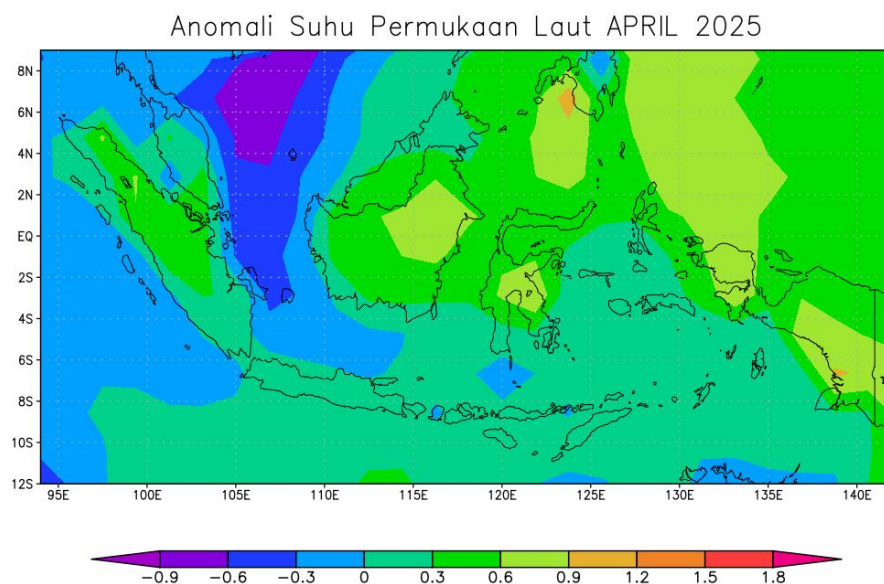 Anomali Suhu Permukaan Laut APRIL 2025
8N
6N
4N
2N
EQ
2S
4S
6S
8S
10S
12S
95E 100E 105E 110E 115E 120E 125E 130E 135E 140E
−0.9 −0.6 −0.3 0 0.3 0.6 0.9 1.2 1.5 1.8